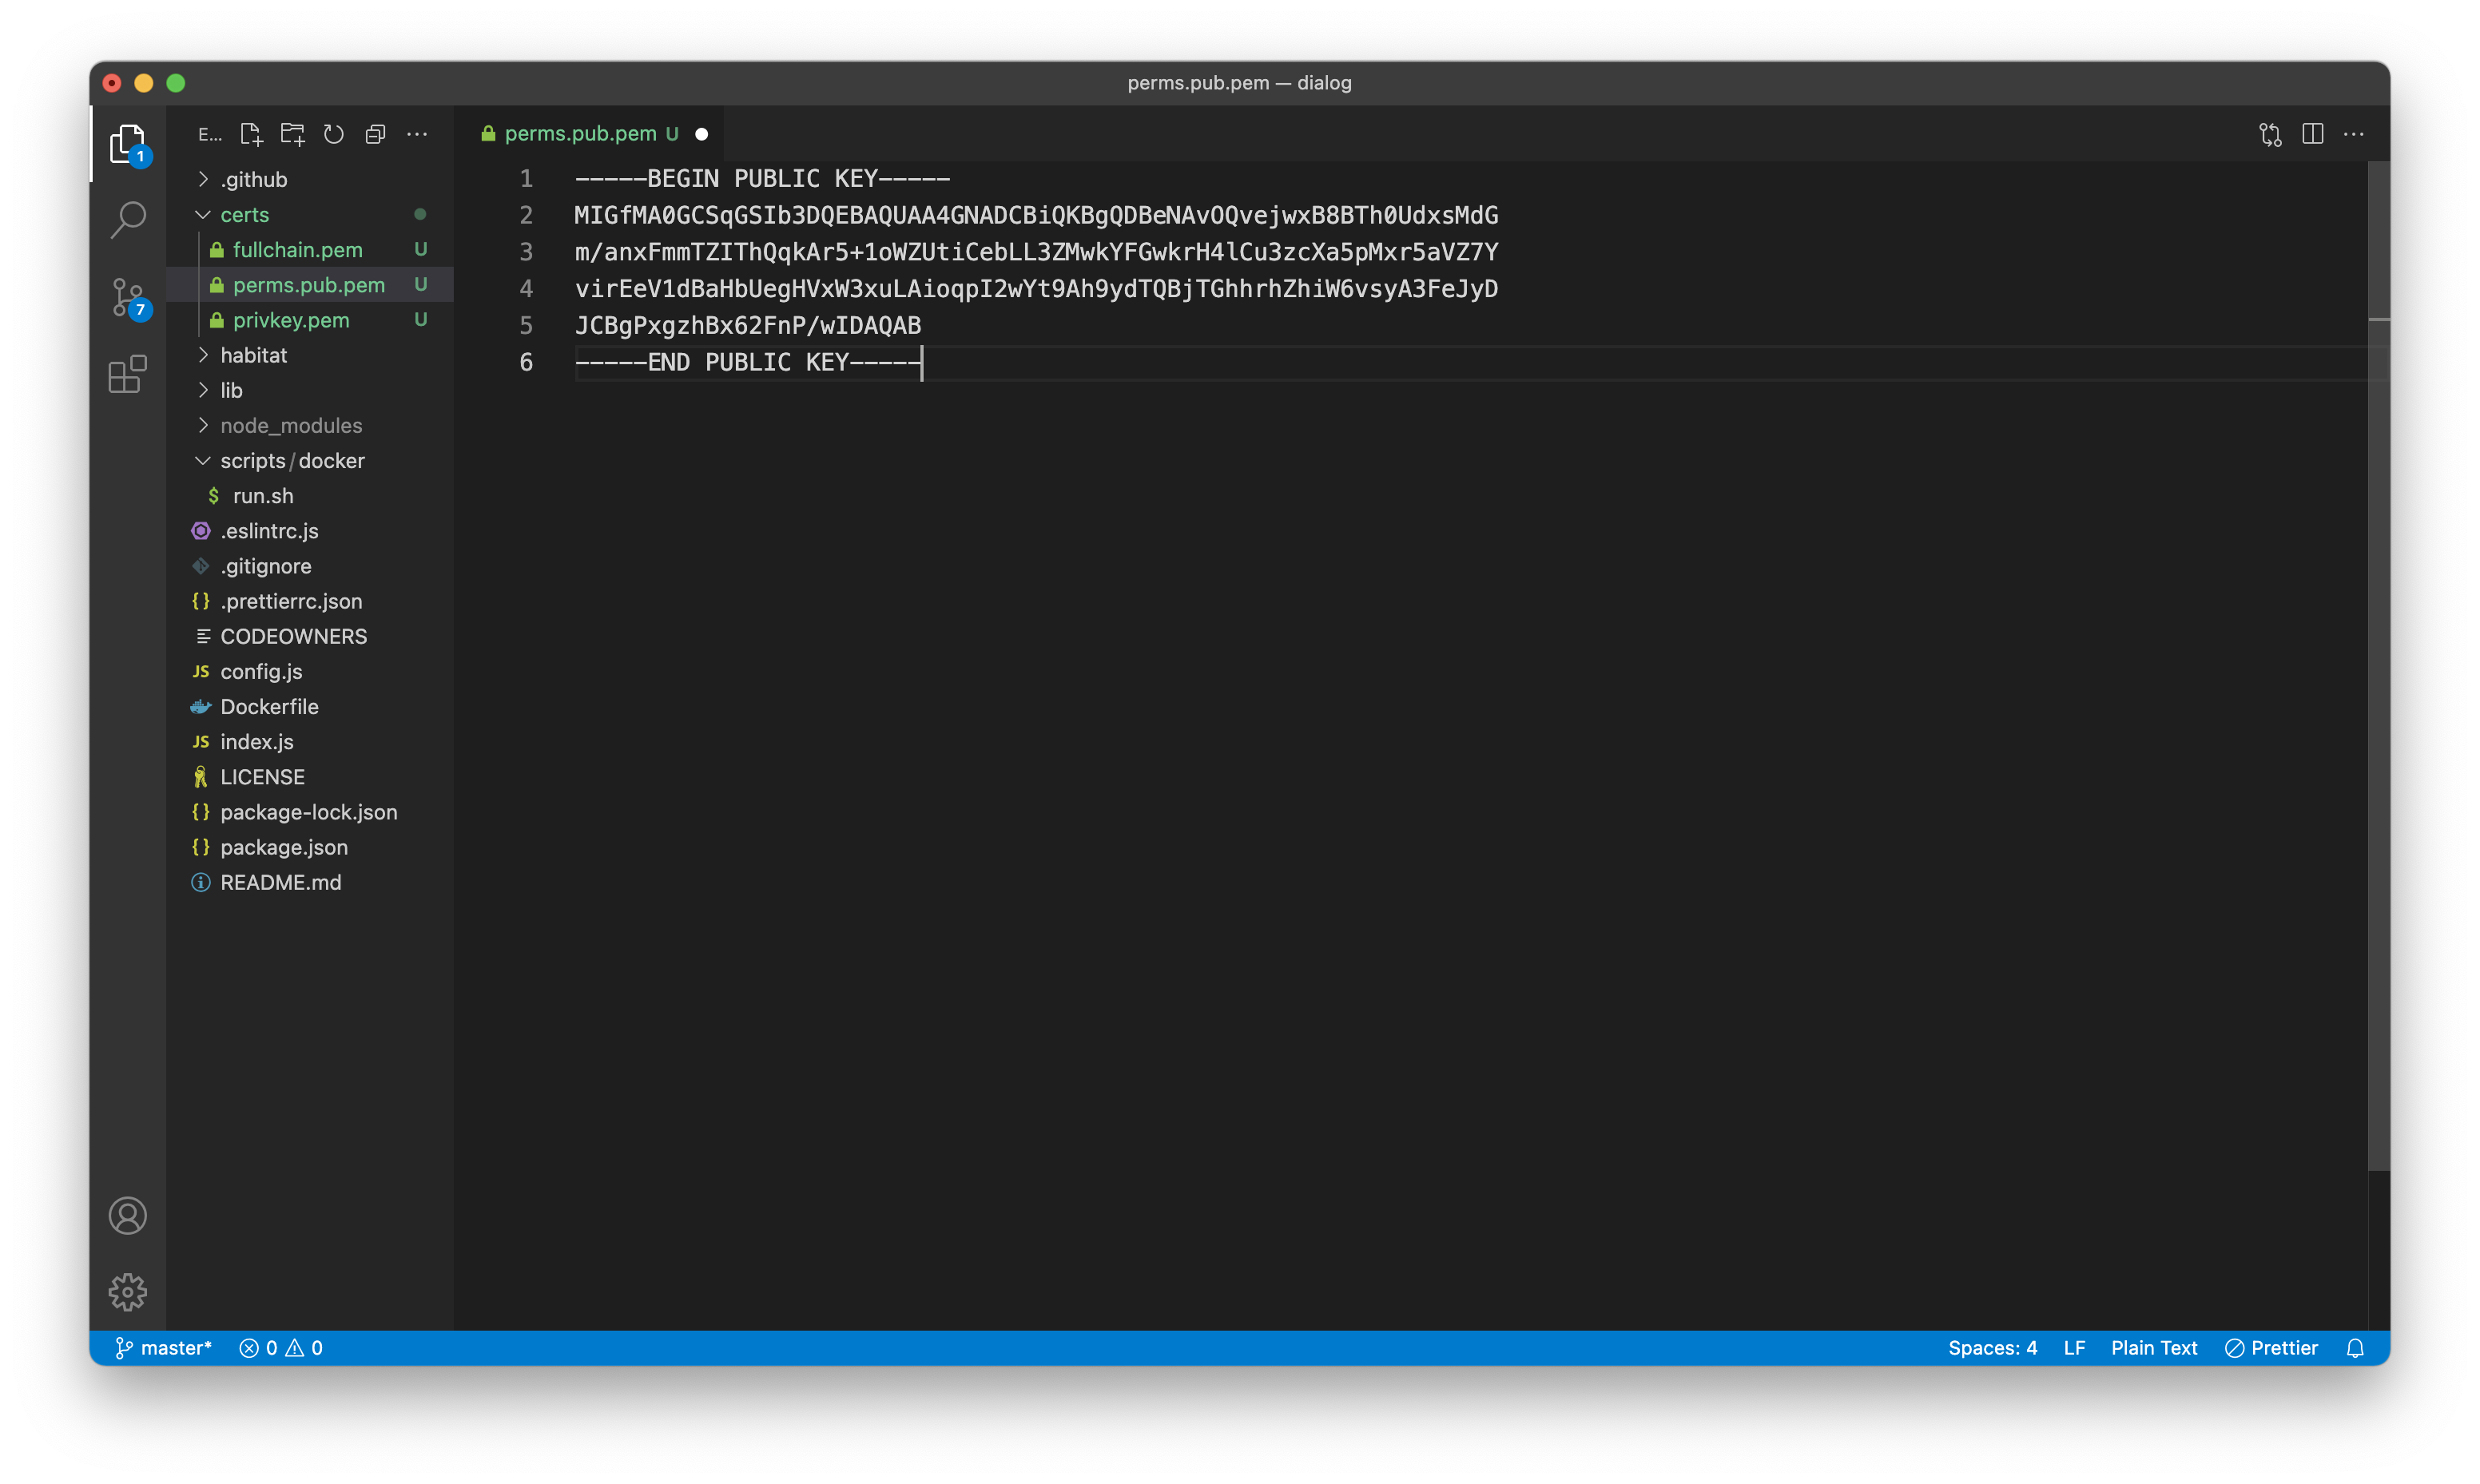 perms.pub.pem — dialog
E...
perms.pub.pem U
.github
certs
fullchain.pem U
perms.pub.pem U
privkey.pem U
habitat
lib
node_modules
scripts/docker
$ run.sh
.eslintrc.js
.gitignore
{} .prettierrc.json
CODEOWNERS
JS config.js
Dockerfile
JS index.js
LICENSE
{} package-lock.json
{} package.json
README.md
1
7
1 -----BEGIN PUBLIC KEY-----
2 MIGfMA0GCSqGSIb3DQEBAQUAA4GNADCBiQKBgQDBeNAvOQvejwxB8BTh0UdxsMdG
3 m/anxFmmTZIThQqkAr5+1oWZUtiCebLL3ZMwkYFGwkrH4lCu3zcXa5pMxr5aVZ7Y
4 virEeV1dBaHbUegHVxW3xuLAioqpI2wYt9Ah9ydTQBjTGhhrhZhiW6vsyA3FeJyD
5 JCBgPxgzhBx62FnP/wIDAQAB
6 -----END PUBLIC KEY-----
master* 0 0
Spaces: 4 LF Plain Text Prettier